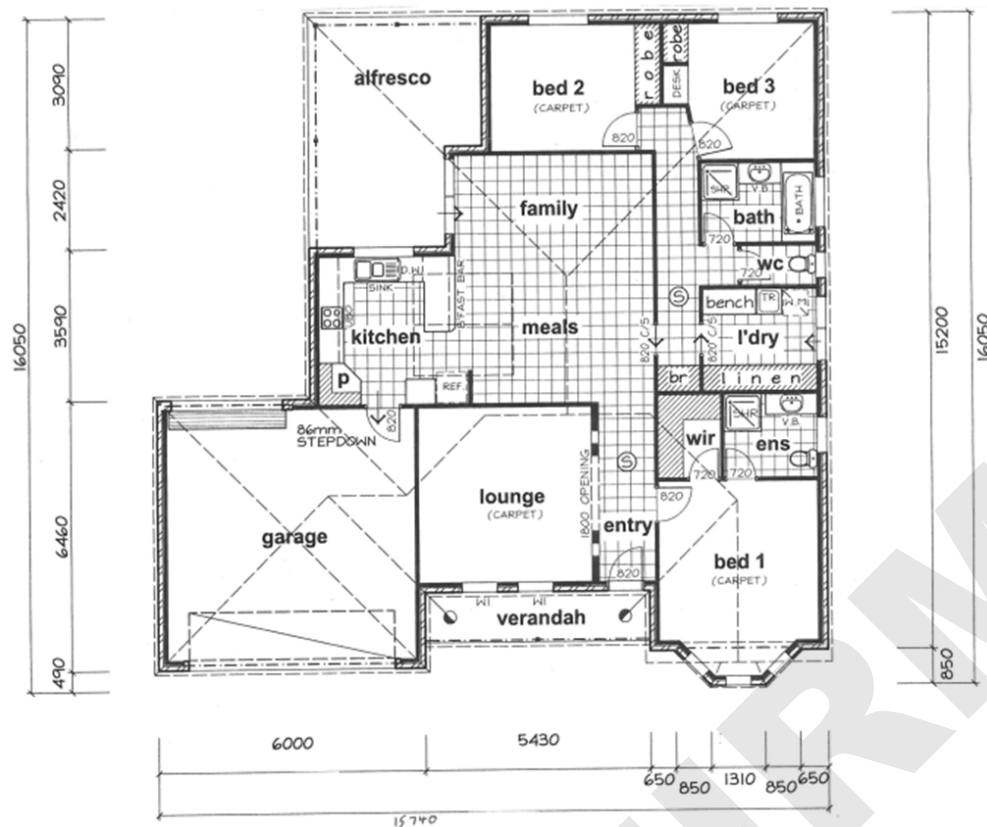 alfresco
bed 2
(CARPET)
robe
robe
DESK
bed 3
(CARPET)
820
820
SHR
V.B.
BATH
bath
720
wc
720
family
meals
B'FAST BAR
D.W.
SINK
kitchen
P
REF.
820
86mm
STEPDOWN
S
bench
TR
W.M.
l'dry
820 C/S
820 C/S
br
linen
wir
SHR
V.B.
ens
720
720
820
lounge
(CARPET)
1800 OPENING
S
entry
820
garage
bed 1
(CARPET)
verandah
3090
2420
3590
6460
490
16050
15200
850
16050
6000
5430
650
850
1310
850
650
15740